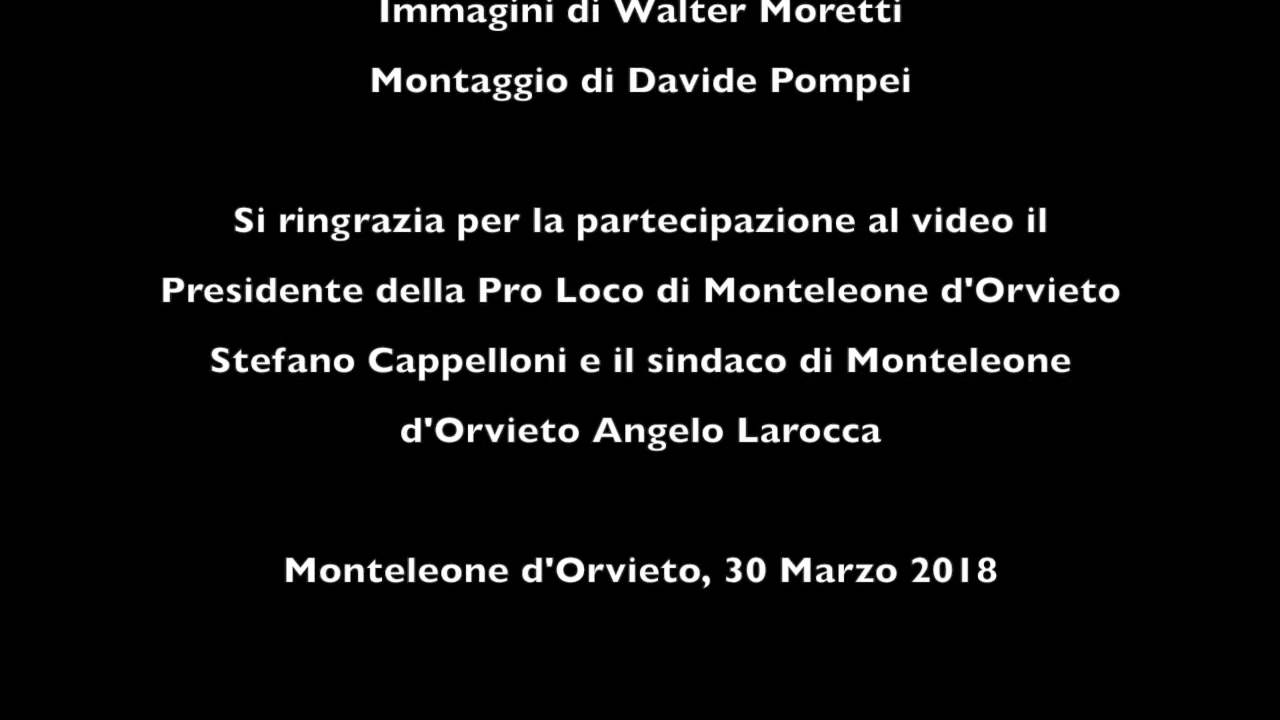 Immagini di Walter Moretti
Montaggio di Davide Pompei
Si ringrazia per la partecipazione al video il
Presidente della Pro Loco di Monteleone d'Orvieto
Stefano Cappelloni e il sindaco di Monteleone
d'Orvieto Angelo Larocca
Monteleone d'Orvieto, 30 Marzo 2018